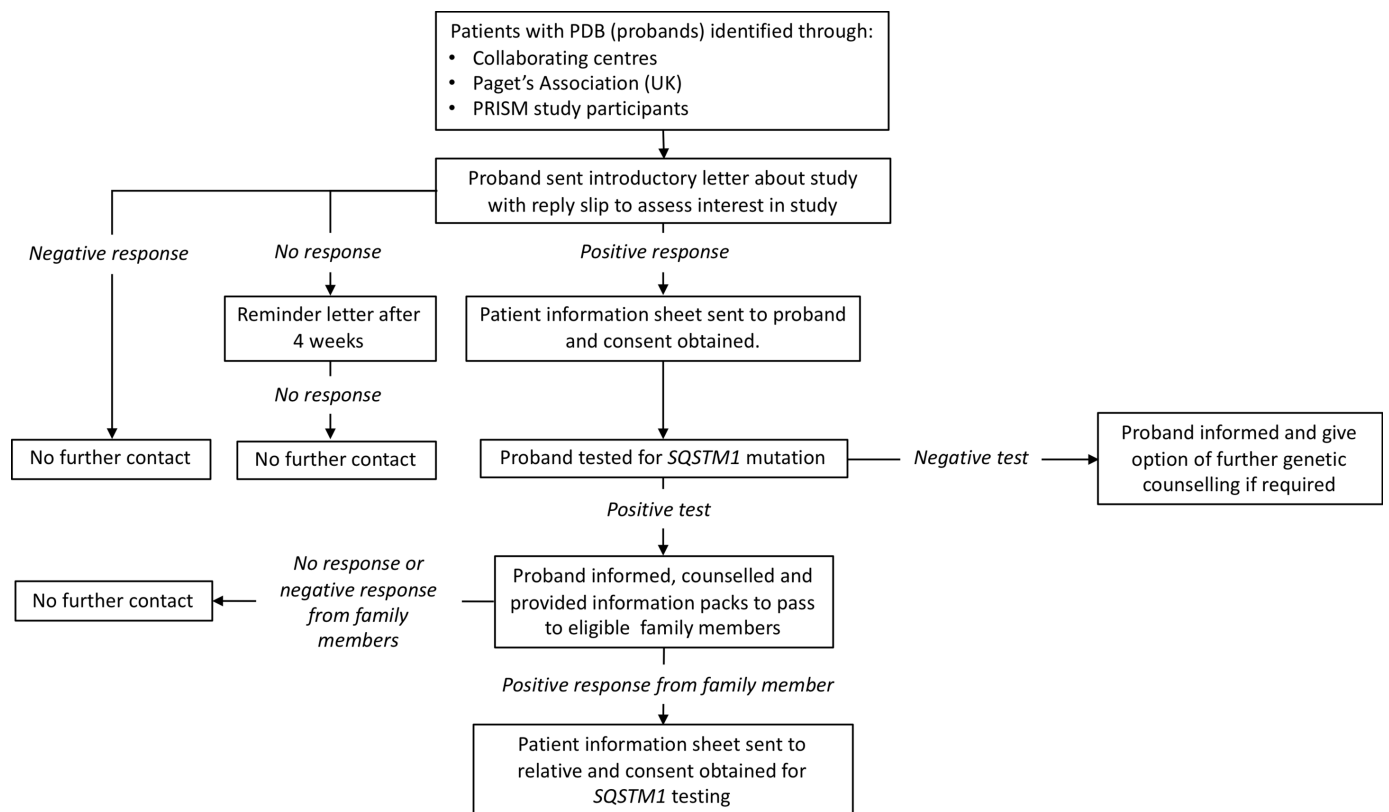 Patients with PDB (probands) identified through:
• Collaborating centres
• Paget's Association (UK)
• PRISM study participants
Proband sent introductory letter about study
with reply slip to assess interest in study
Negative response
No response
Positive response
Reminder letter after
4 weeks
Patient information sheet sent to proband
and consent obtained.
No response
No further contact
No further contact
Proband tested for SQSTM1 mutation
Negative test
Proband informed and give
option of further genetic
counselling if required
Positive test
No response or
negative response
from family
members
No further contact
Proband informed, counselled and
provided information packs to pass
to eligible family members
Positive response from family member
Patient information sheet sent to
relative and consent obtained for
SQSTM1 testing